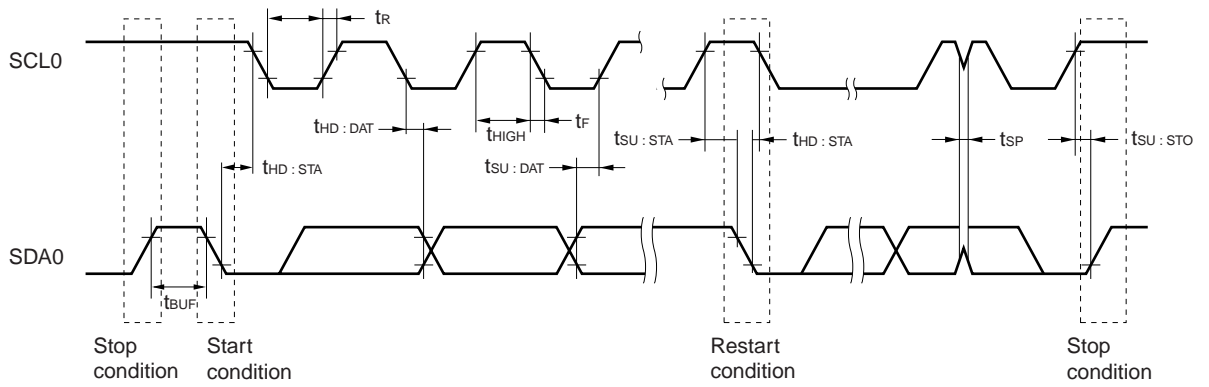 tR
SCL0
tHD : DAT
tHIGH
tF
tSU : STA
tHD : STA
tSP
tSU : STO
tHD : STA
tSU : DAT
SDA0
tBUF
Stop
condition
Start
condition
Restart
condition
Stop
condition